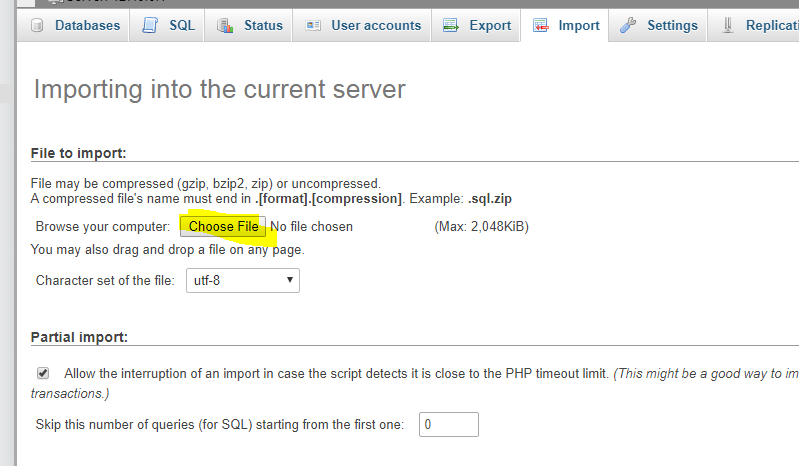 Databases SQL Status User accounts Export Import Settings Replicati
Importing into the current server
File to import:
File may be compressed (gzip, bzip2, zip) or uncompressed.
A compressed file's name must end in .[format].[compression]. Example: .sql.zip
Browse your computer: Choose File No file chosen (Max: 2,048KiB)
You may also drag and drop a file on any page.
Character set of the file: utf-8
Partial import:
Allow the interruption of an import in case the script detects it is close to the PHP timeout limit. (This might be a good way to im
transactions.)
Skip this number of queries (for SQL) starting from the first one: 0